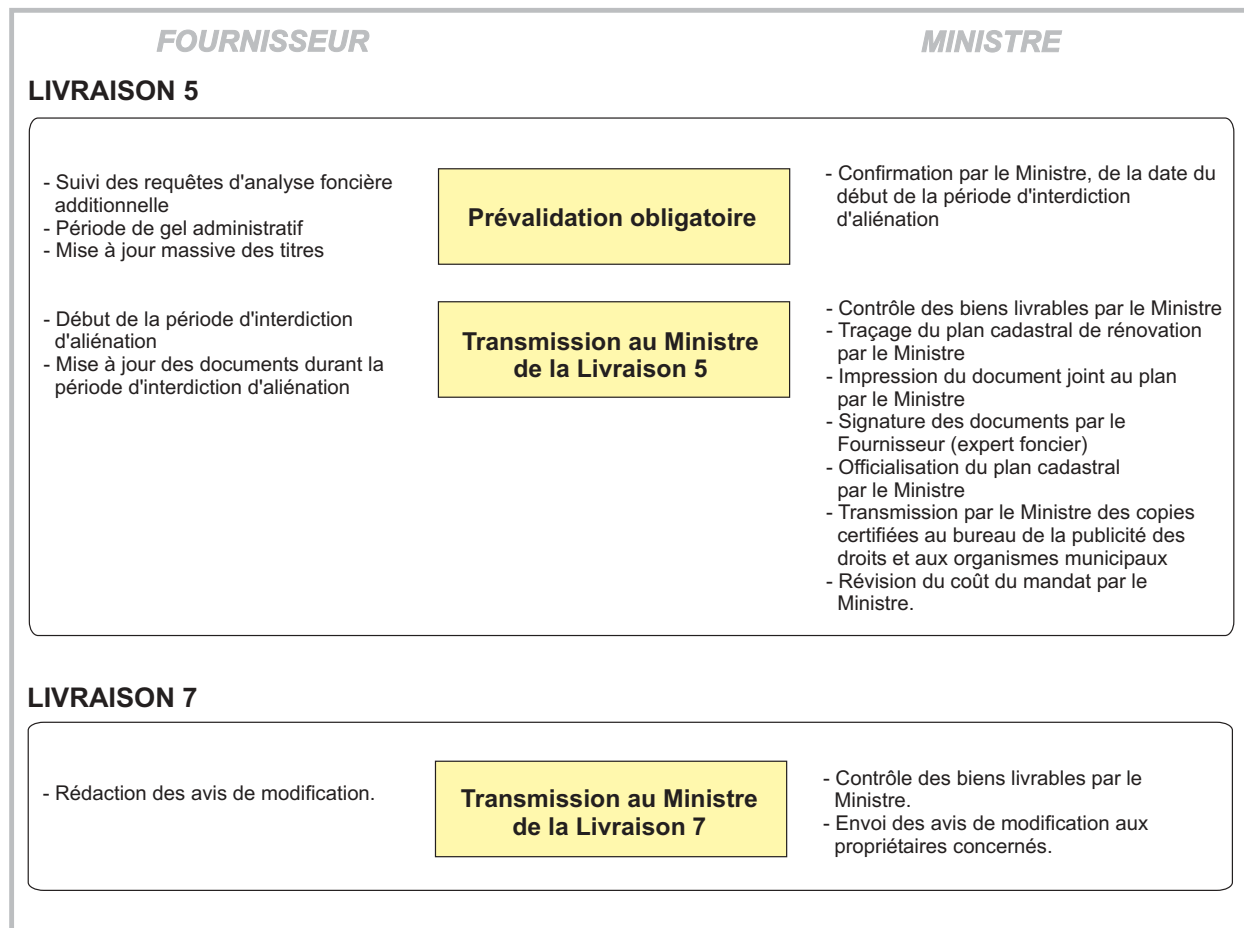 FOURNISSEUR
MINISTRE
LIVRAISON 5
- Suivi des requêtes d'analyse foncière
additionnelle
- Période de gel administratif
- Mise à jour massive des titres
Prévalidation obligatoire
- Confirmation par le Ministre, de la date du
début de la période d'interdiction
d'aliénation
- Début de la période d'interdiction
d'aliénation
- Mise à jour des documents durant la
période d'interdiction d'aliénation
Transmission au Ministre
de la Livraison 5
- Contrôle des biens livrables par le Ministre
- Traçage du plan cadastral de rénovation
par le Ministre
- Impression du document joint au plan
par le Ministre
- Signature des documents par le
Fournisseur (expert foncier)
- Officialisation du plan cadastral
par le Ministre
- Transmission par le Ministre des copies
certifiées au bureau de la publicité des
droits et aux organismes municipaux
- Révision du coût du mandat par le
Ministre.
LIVRAISON 7
- Rédaction des avis de modification.
Transmission au Ministre
de la Livraison 7
- Contrôle des biens livrables par le
Ministre.
- Envoi des avis de modification aux
propriétaires concernés.